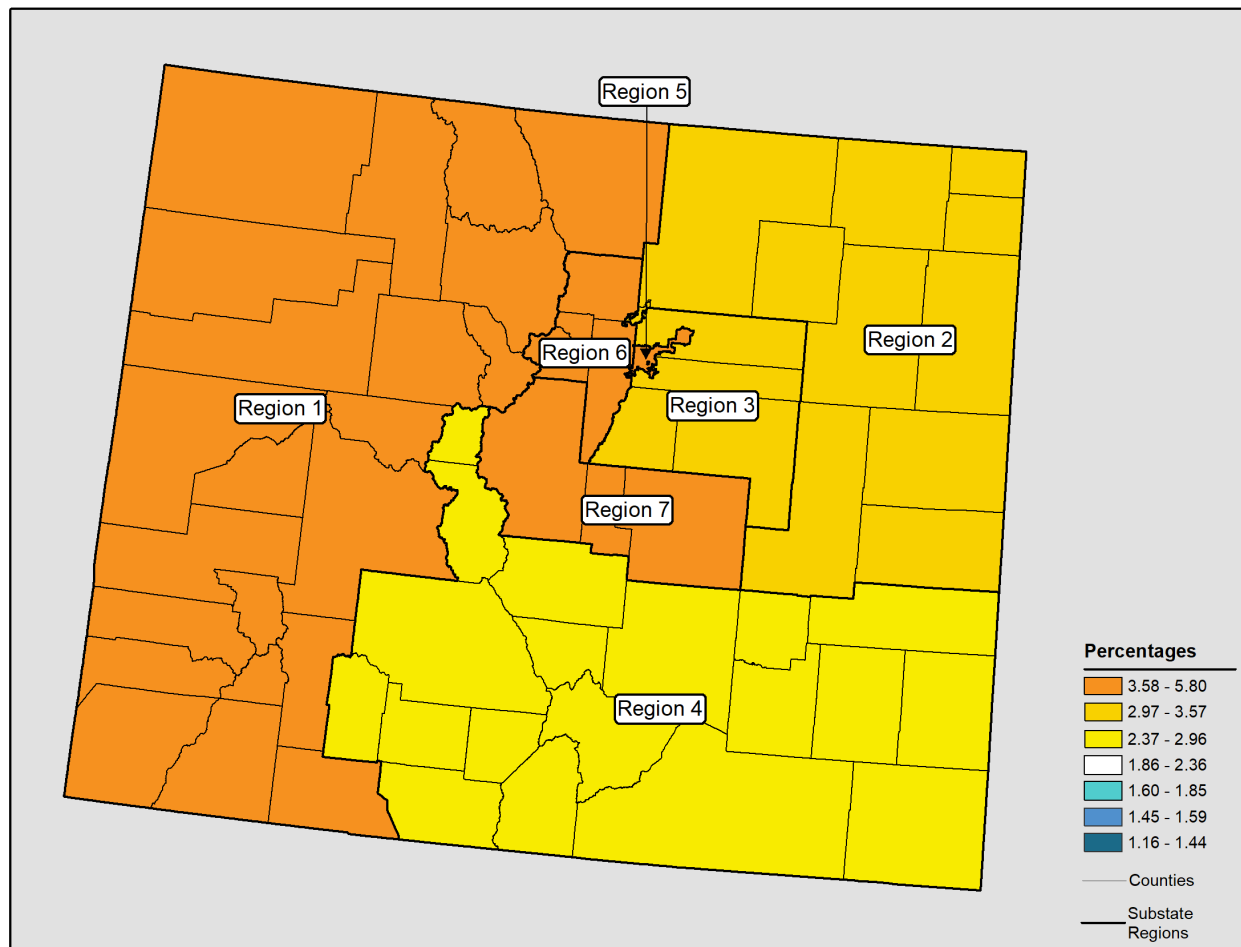 Region 5
Region 2
Region 6
Region 3
Region 1
Region 7
Region 4
Percentages
3.58 - 5.80
2.97 - 3.57
2.37 - 2.96
1.86 - 2.36
1.60 - 1.85
1.45 - 1.59
1.16 - 1.44
Counties
Substate
Regions